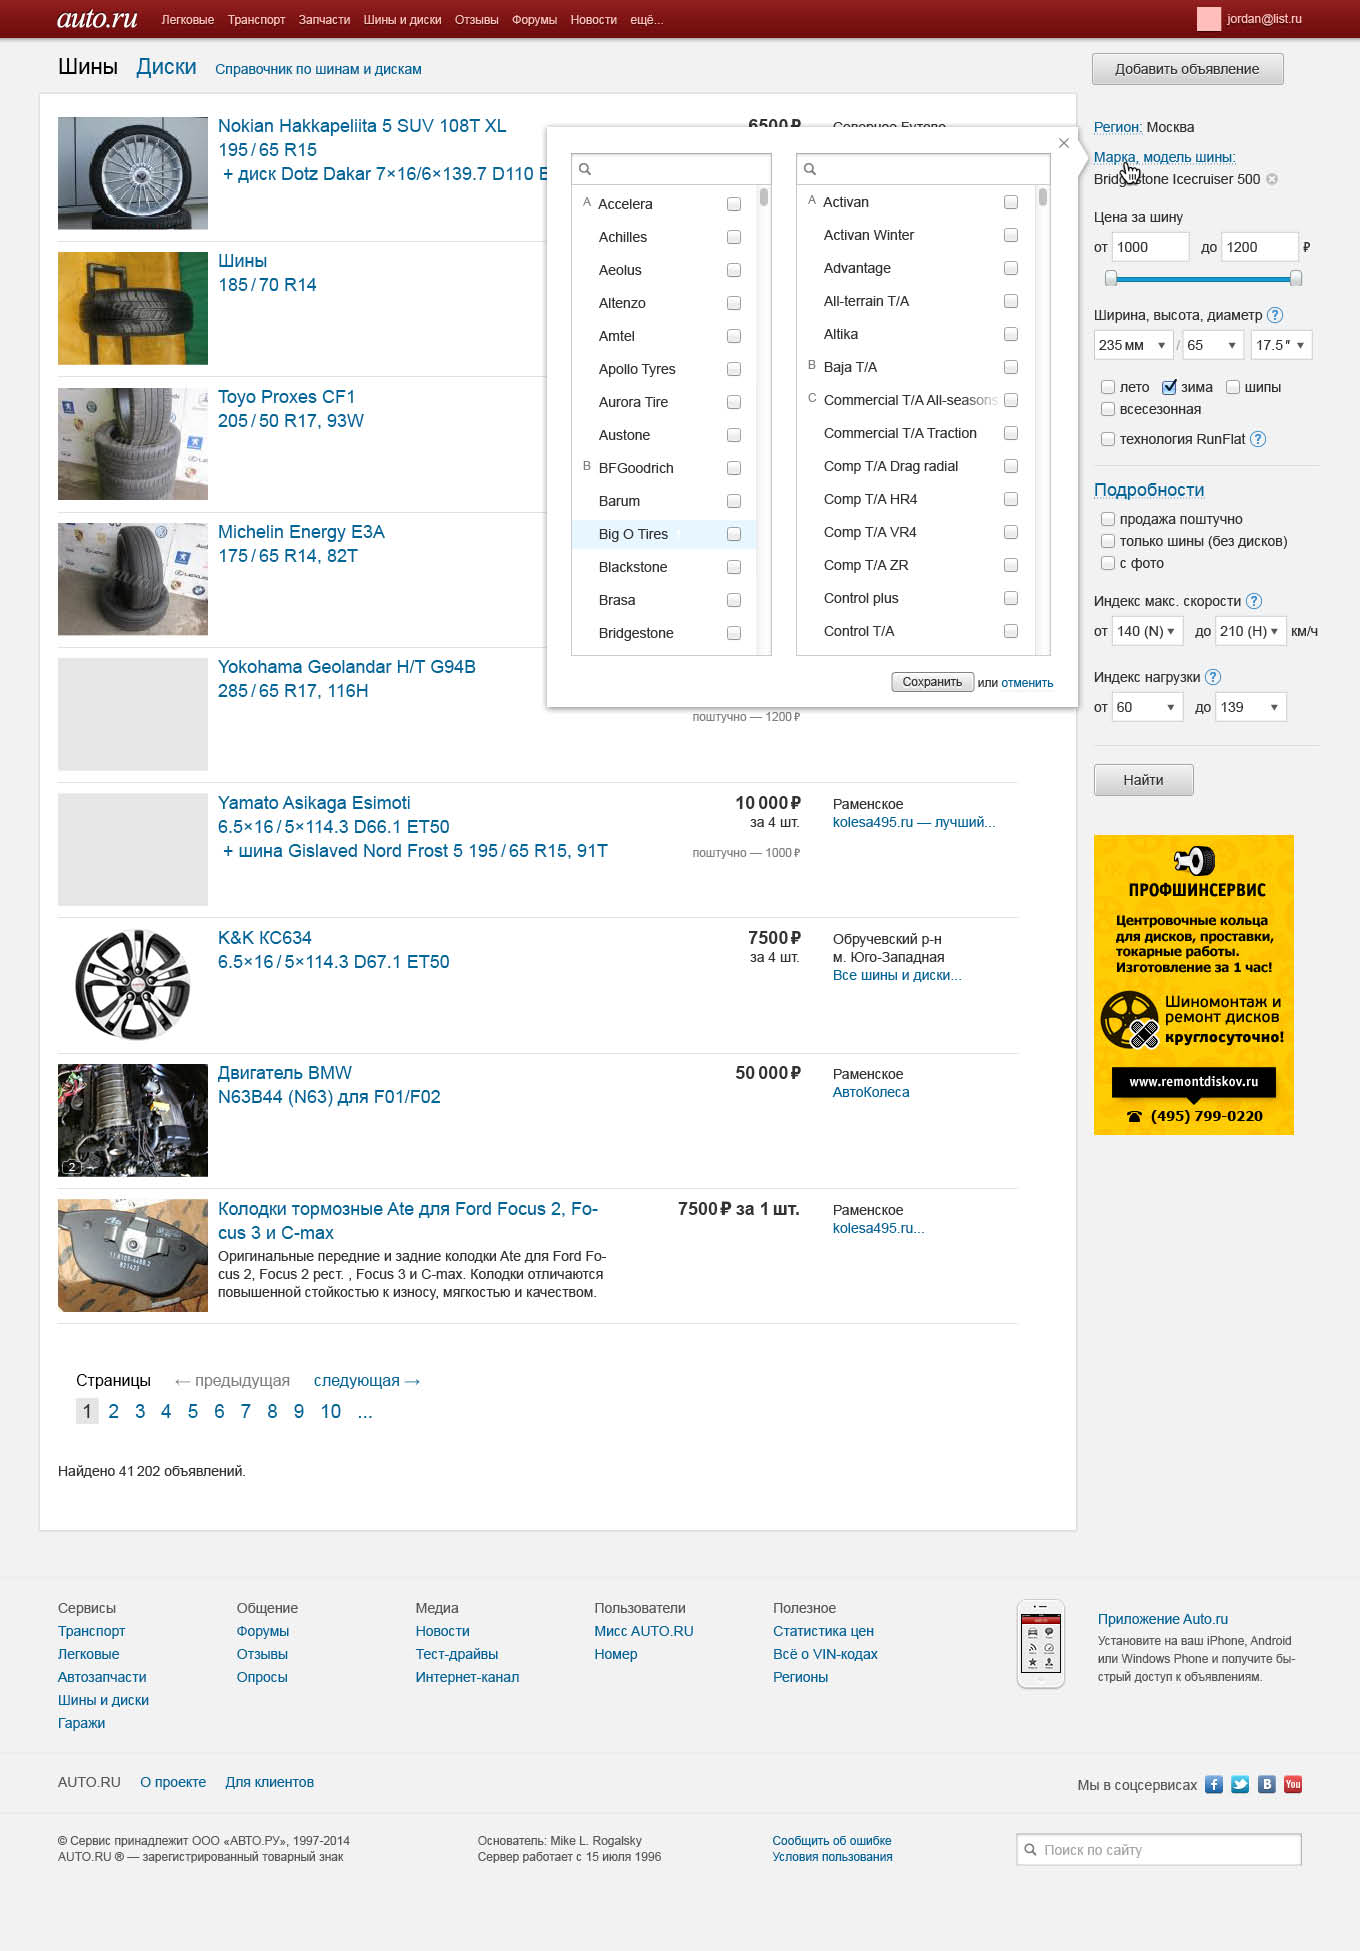 auto.ru Легковые Транспорт Запчасти Шины и диски Отзывы Форумы Новости ещё... jordan@list.ru
Шины Диски Справочник по шинам и дискам
Добавить объявление
Nokian Hakkapeliita 5 SUV 108T XL
195 / 65 R15
+ диск Dotz Dakar 7×16/6×139.7 D110 E
6500 ₽
Северное Бутово
Шины
185 / 70 R14
Toyo Proxes CF1
205 / 50 R17, 93W
Michelin Energy E3A
175 / 65 R14, 82T
Yokohama Geolandar H/T G94B
285 / 65 R17, 116H
поштучно — 1200 ₽
A Accelera
Achilles
Aeolus
Altenzo
Amtel
Apollo Tyres
Aurora Tire
Austone
B BFGoodrich
Barum
Big O Tires
Blackstone
Brasa
Bridgestone
A Activan
Activan Winter
Advantage
All-terrain T/A
Altika
B Baja T/A
C Commercial T/A All-seasons
Commercial T/A Traction
Comp T/A Drag radial
Comp T/A HR4
Comp T/A VR4
Comp T/A ZR
Control plus
Control T/A
Сохранить или отменить
Регион: Москва
Марка, модель шины:
Bridgestone Icecruiser 500
Цена за шину
от 1000 до 1200 ₽
Ширина, высота, диаметр ?
235 мм / 65 17.5 ″
лето зима шипы
всесезонная
технология RunFlat ?
Подробности
продажа поштучно
только шины (без дисков)
с фото
Индекс макс. скорости ?
от 140 (N) до 210 (H) км/ч
Индекс нагрузки ?
от 60 до 139
Найти
Yamato Asikaga Esimoti
6.5×16 / 5×114.3 D66.1 ET50
+ шина Gislaved Nord Frost 5 195 / 65 R15, 91T
10 000 ₽
за 4 шт.
поштучно — 1000 ₽
Раменское
kolesa495.ru — лучший...
K&K КС634
6.5×16 / 5×114.3 D67.1 ET50
7500 ₽
за 4 шт.
Обручевский р-н
м. Юго-Западная
Все шины и диски...
Двигатель BMW
N63B44 (N63) для F01/F02
2
50 000 ₽
Раменское
АвтоКолеса
Колодки тормозные Ate для Ford Focus 2, Fo-
cus 3 и C-max
Оригинальные передние и задние колодки Ate для Ford Fo-
cus 2, Focus 2 рест. , Focus 3 и C-max. Колодки отличаются
повышенной стойкостью к износу, мягкостью и качеством.
7500 ₽ за 1 шт.
Раменское
kolesa495.ru...
ПРОФШИНСЕРВИС
Центровочные кольца
для дисков, проставки,
токарные работы.
Изготовление за 1 час!
Шиномонтаж и
ремонт дисков
круглосуточно!
www.remontdiskov.ru
(495) 799-0220
Страницы ← предыдущая следующая →
1 2 3 4 5 6 7 8 9 10 ...
Найдено 41 202 объявлений.
Сервисы
Транспорт
Легковые
Автозапчасти
Шины и диски
Гаражи
Общение
Форумы
Отзывы
Опросы
Медиа
Новости
Тест-драйвы
Интернет-канал
Пользователи
Мисс AUTO.RU
Номер
Полезное
Статистика цен
Всё о VIN-кодах
Регионы
Приложение Auto.ru
Установите на ваш iPhone, Android
или Windows Phone и получите бы-
стрый доступ к объявлениям.
AUTO.RU О проекте Для клиентов
Мы в соцсервисах f В You
© Сервис принадлежит ООО «АВТО.РУ», 1997-2014
AUTO.RU ® — зарегистрированный товарный знак
Основатель: Mike L. Rogalsky
Сервер работает с 15 июля 1996
Сообщить об ошибке
Условия пользования
Поиск по сайту